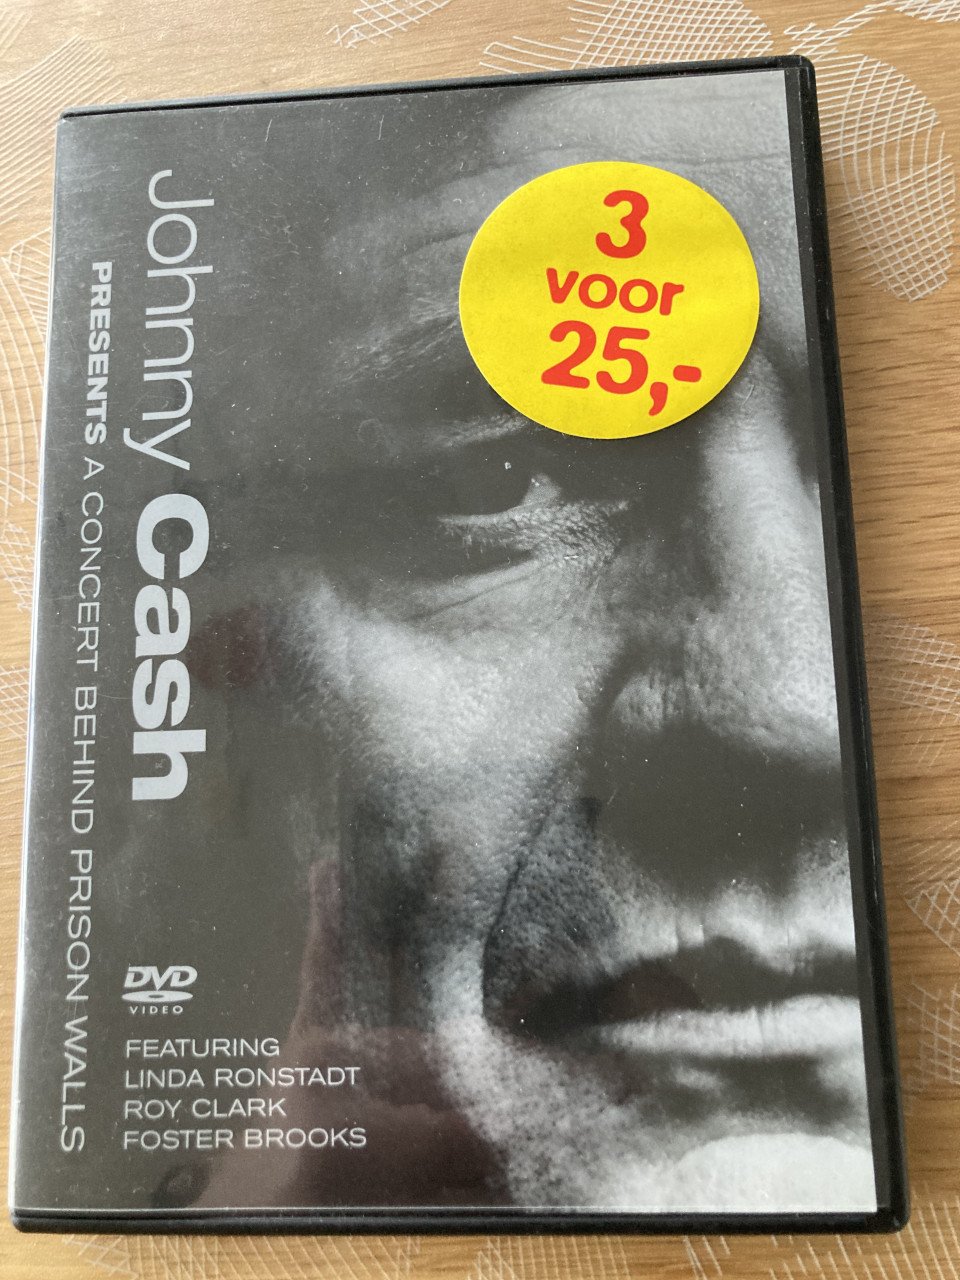 Johnny cash
PRESENTS A CONCERT BEHIND PRISON WALLS
3
voor
25,-
DVD
VIDEO
FEATURING
LINDA RONSTADT
ROY CLARK
FOSTER BROOKS